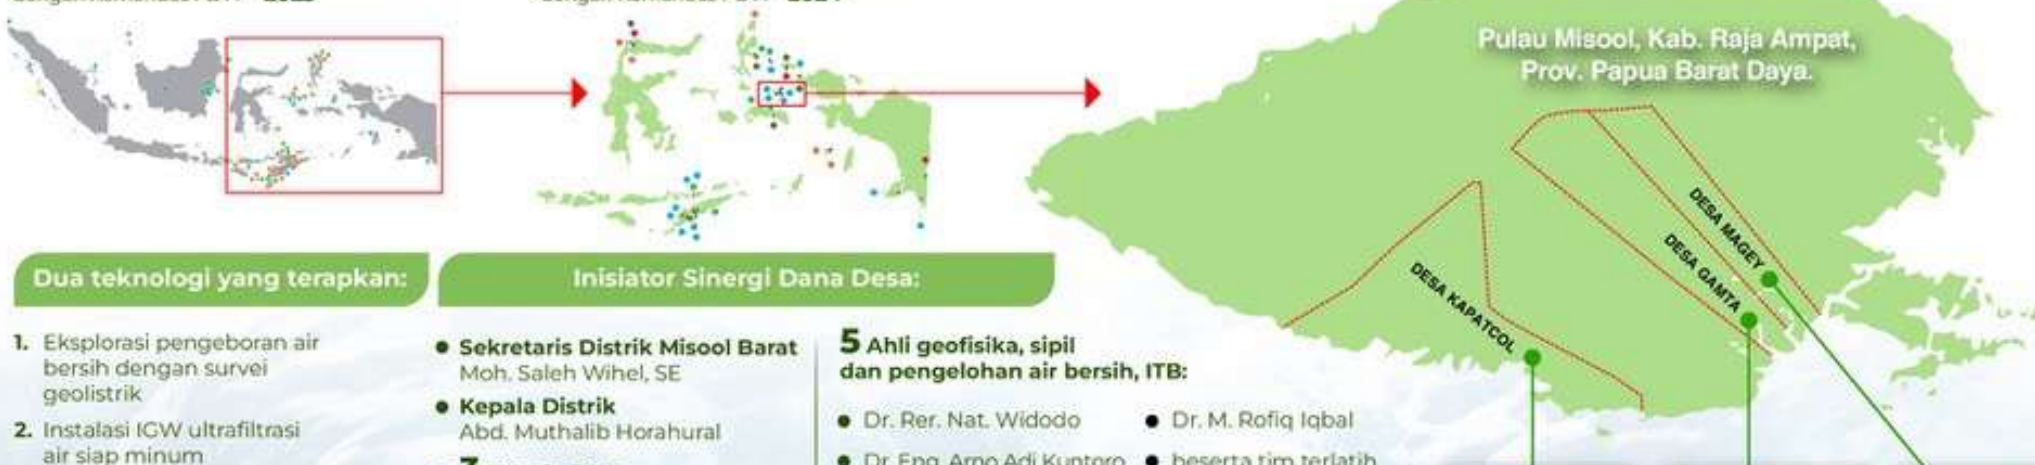 2024
Pulau Misool, Kab. Raja Ampat,
Prov. Papua Barat Daya.
DESA MAGEY
DESA GAMTA
DESA KAPATCOL
Dua teknologi yang terapkan:
1. Eksplorasi pengeboran air
bersih dengan survei
geolistrik
2. Instalasi IGW ultrafiltrasi
air siap minum
Inisiator Sinergi Dana Desa:
• Sekretaris Distrik Misool Barat
Moh. Saleh Wihel, SE
• Kepala Distrik
Abd. Muthalib Horahural
5 Ahli geofisika, sipil
dan pengelohan air bersih, ITB:
• Dr. Rer. Nat. Widodo
• Dr. Eng. Arno Adi Kuntoro
• Dr. M. Rofiq Iqbal
• beserta tim terlatih